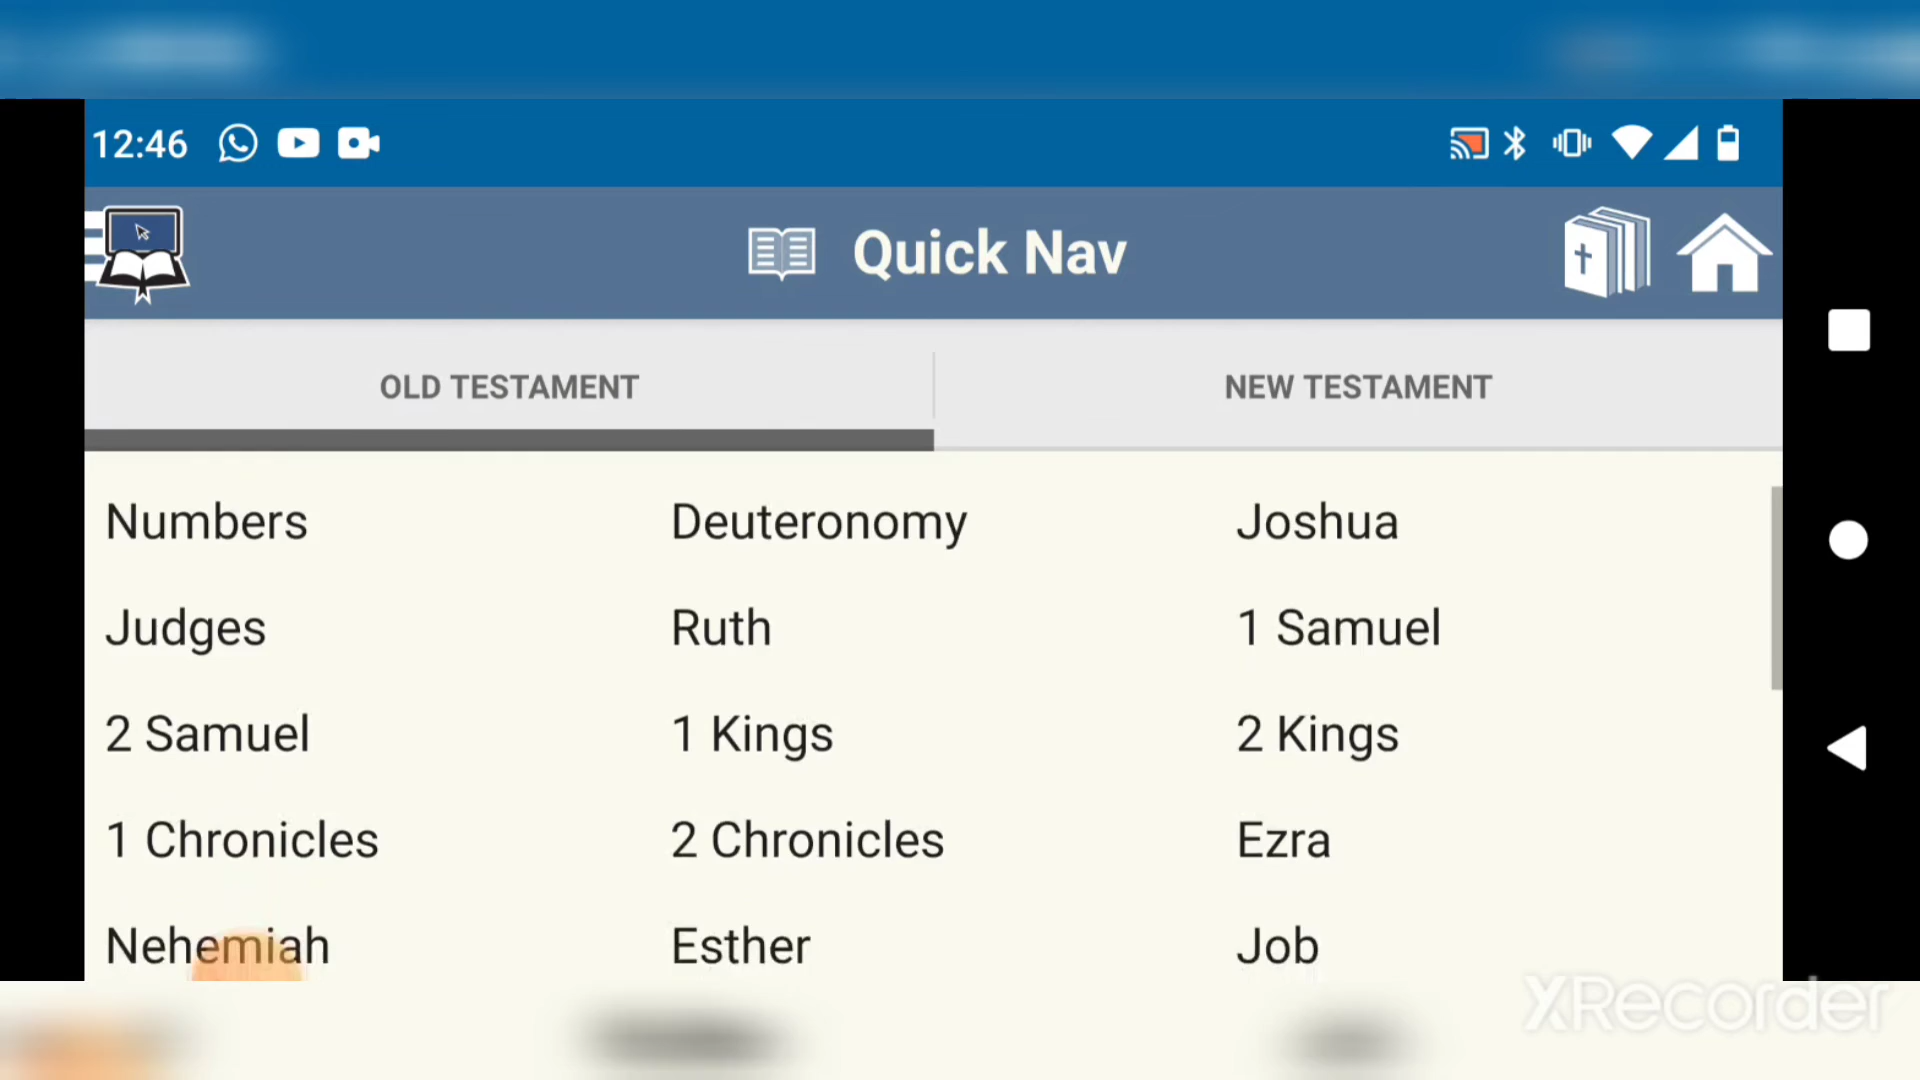 12:46
Quick Nav
OLD TESTAMENT NEW TESTAMENT
Numbers Deuteronomy Joshua
Judges Ruth 1 Samuel
2 Samuel 1 Kings 2 Kings
1 Chronicles 2 Chronicles Ezra
Nehemiah Esther Job
XRecorder